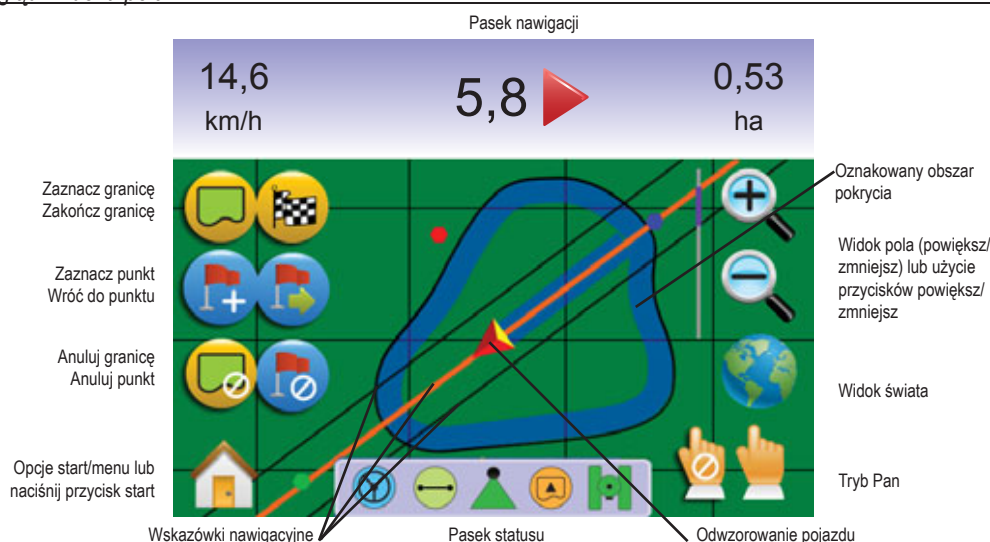 Pasek nawigacji
14,6
km/h
5,8
0,53
ha
Zaznacz granicę
Zakończ granicę
Oznakowany obszar
pokrycia
Zaznacz punkt
Wróć do punktu
Widok pola (powiększ/
zmniejsz) lub użycie
przycisków powiększ/
zmniejsz
Anuluj granicę
Anuluj punkt
Widok świata
Opcje start/menu lub
naciśnij przycisk start
Tryb Pan
Wskazówki nawigacyjne
Pasek statusu
Odwzorowanie pojazdu